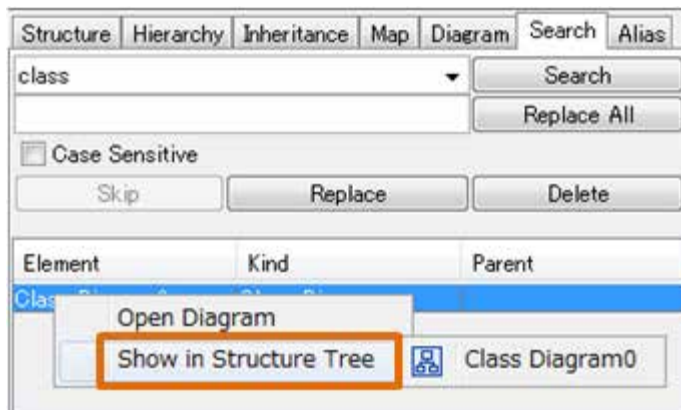 Structure Hierarchy Inheritance Map Diagram Search Alias
class Search
Replace All
Case Sensitive
Skip Replace Delete
Element Kind Parent
Open Diagram
Show in Structure Tree Class Diagram0